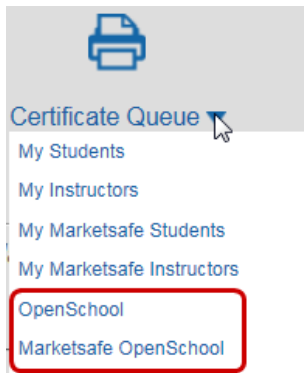 Certificate Queue
My Students
My Instructors
My Marketsafe Students
My Marketsafe Instructors
OpenSchool
Marketsafe OpenSchool